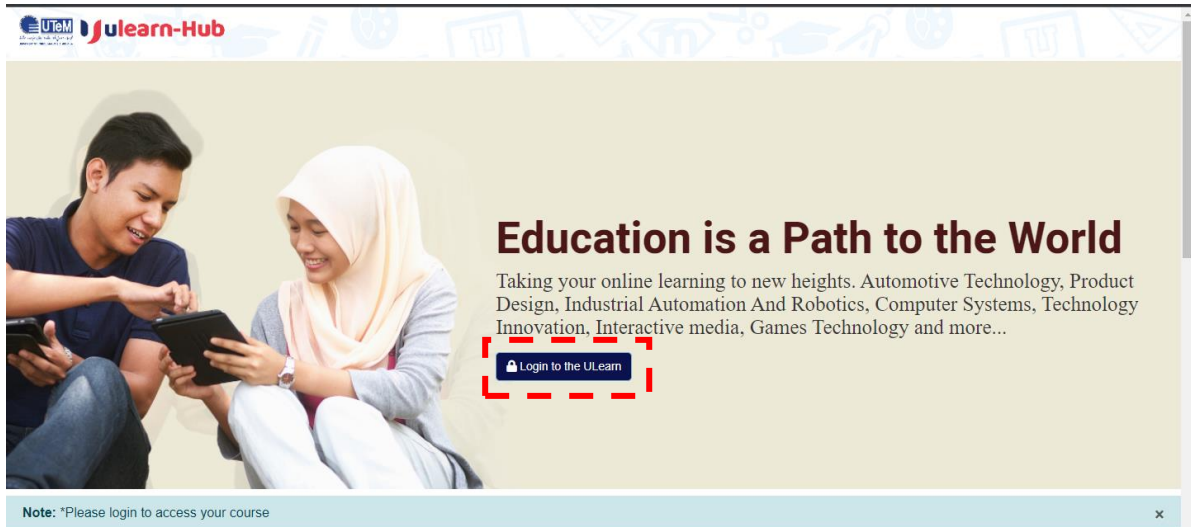 UTeM ulearn-Hub
Education is a Path to the World
Taking your online learning to new heights. Automotive Technology, Product
Design, Industrial Automation And Robotics, Computer Systems, Technology
Innovation, Interactive media, Games Technology and more...
Login to the ULearn
Note: *Please login to access your course ×